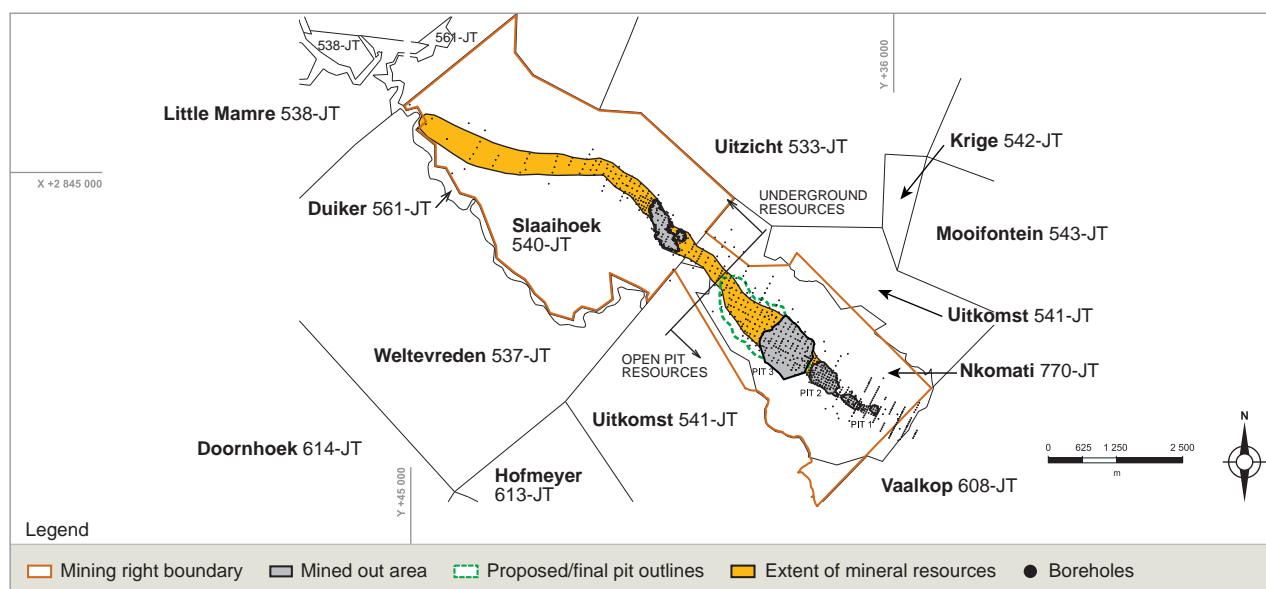 538-JT
561-JT
Y +36 000
Little Mamre 538-JT
Uitzicht 533-JT
Krige 542-JT
X +2 845 000
UNDERGROUND
RESOURCES
Duiker 561-JT
Slaaihoek
540-JT
Mooifontein 543-JT
Uitkomst 541-JT
Weltevreden 537-JT
OPEN PIT
RESOURCES
PIT 3
Nkomati 770-JT
PIT 2
Uitkomst 541-JT
PIT 1
N
Doornhoek 614-JT
0 625 1 250 2 500
m
Y +45 000
Hofmeyer
613-JT
Vaalkop 608-JT
Legend
Mining right boundary
Mined out area
Proposed/final pit outlines
Extent of mineral resources
Boreholes